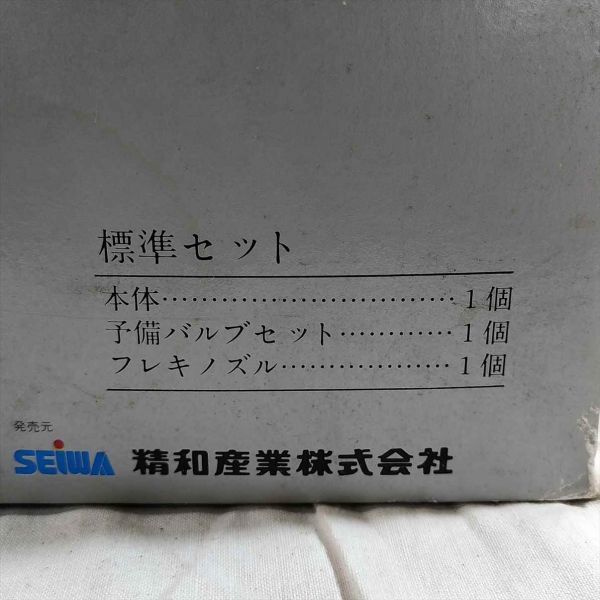 標準セット
本体…………………………1個
予備バルブセット…………1個
フレキノズル………………1個
発売元
SEIWA 精和産業株式会社